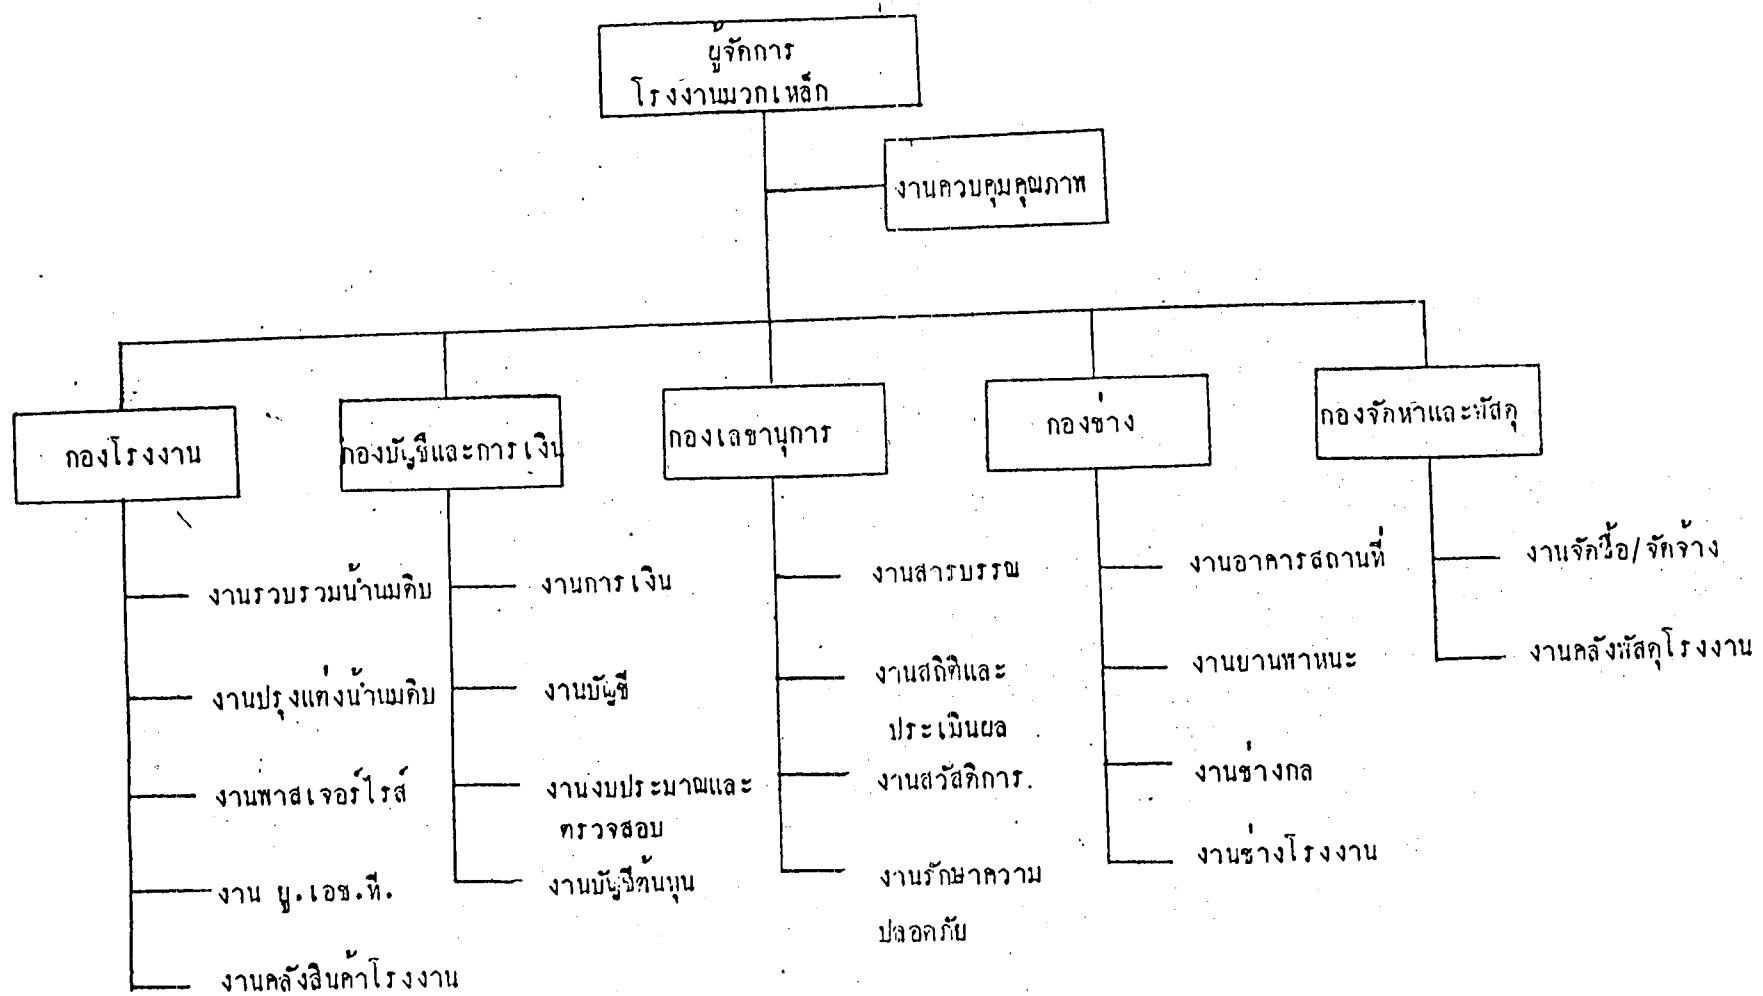 ผู้จัดการ
โรงงานมวกเหล็ก
งานควบคุมคุณภาพ
กองโรงงาน
งานรวบรวมน้ำนมดิบ
งานปรุงแต่งน้ำนมดิบ
งานพาสเจอร์ไรส์
งาน ยู.เอช.ที.
งานคลังสินค้าโรงงาน
กองบัญชีและการเงิน
งานการเงิน
งานบัญชี
งานงบประมาณและ
ตรวจสอบ
งานบัญชีต้นทุน
กองเลขานุการ
งานสารบรรณ
งานสถิติและ
ประเมินผล
งานสวัสดิการ
งานรักษาความ
ปลอดภัย
กองช่าง
งานอาคารสถานที่
งานยานพาหนะ
งานช่างกล
งานช่างโรงงาน
กองจัดหาและพัสดุ
งานจัดซื้อ/จัดจ้าง
งานคลังพัสดุโรงงาน